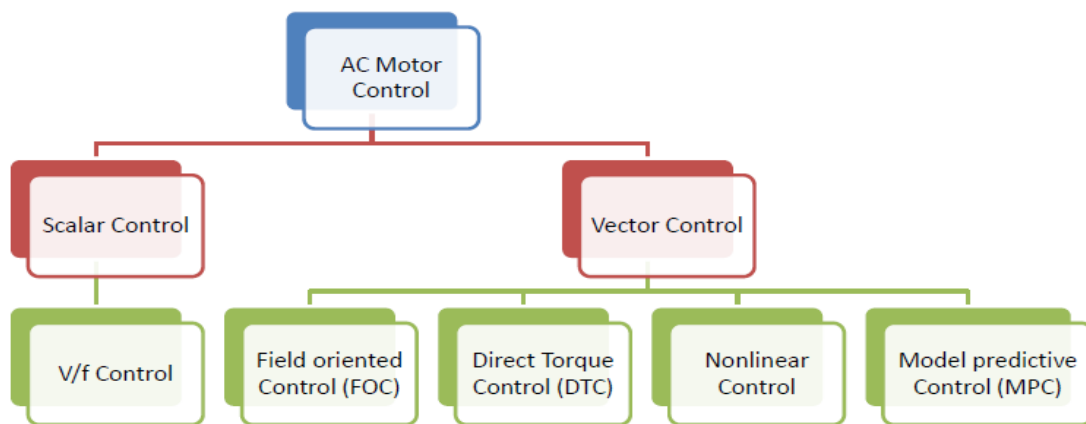 AC Motor
Control
Scalar Control
Vector Control
V/f Control
Field oriented
Control (FOC)
Direct Torque
Control (DTC)
Nonlinear
Control
Model predictive
Control (MPC)